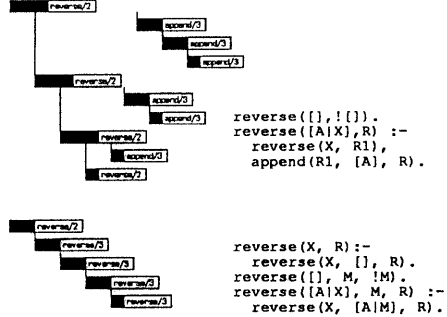 reverse/2
append/3
append/3
append/3
reverse/2
append/3
append/3
reverse/2
append/3
reverse/2
reverse([],![]).
reverse([A|X],R) :-
reverse(X, R1),
append(R1, [A], R).
reverse/2
reverse/3
reverse/3
reverse/3
reverse/3
reverse(X, R):-
reverse(X, [], R).
reverse([], M, !M).
reverse([A|X], M, R) :-
reverse(X, [A|M], R).